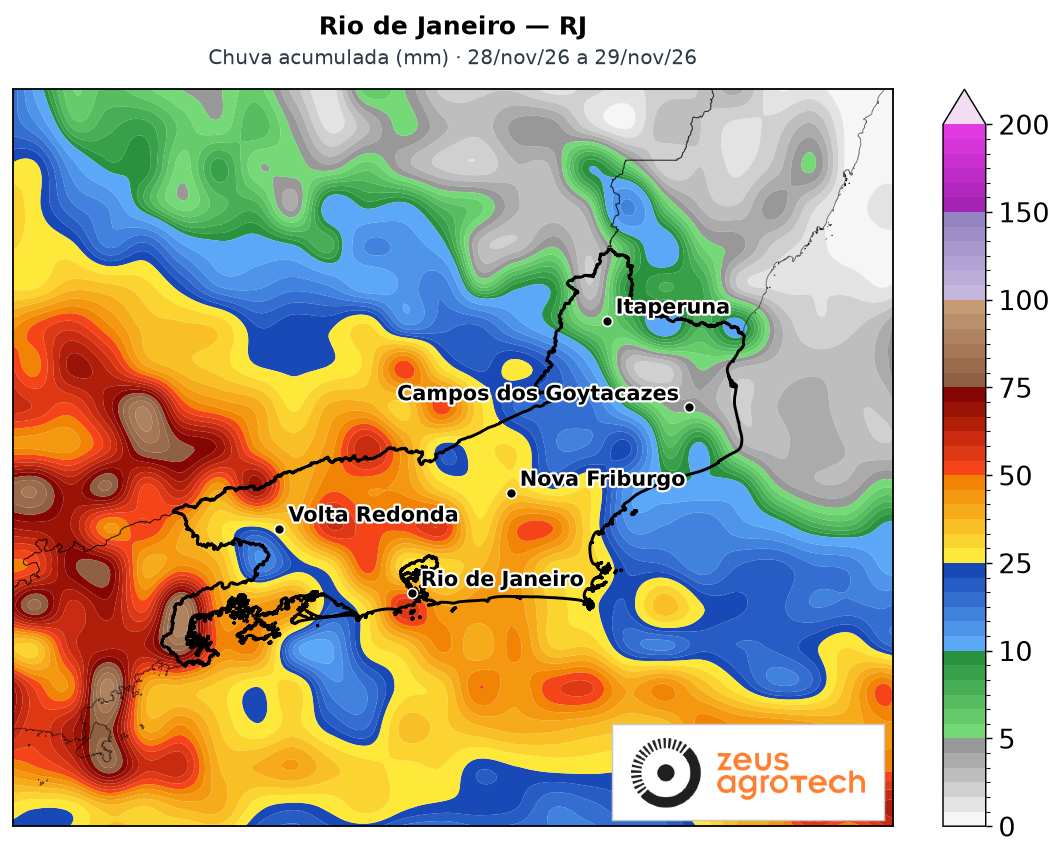 Rio de Janeiro — RJ
Chuva acumulada (mm) · 28/nov/26 a 29/nov/26
Itaperuna
Campos dos Goytacazes
Nova Friburgo
Volta Redonda
Rio de Janeiro
200
150
100
75
50
25
10
5
0
zeus
agrotech